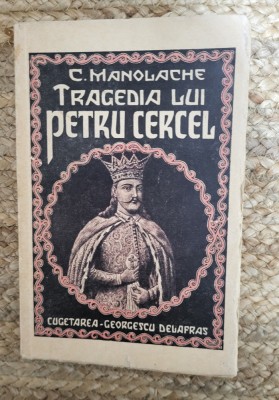 C. MANOLACHE
TRAGEDIA LUI
PETRU CERCEL
CUGETAREA - GEORGESCU DELAFRAS